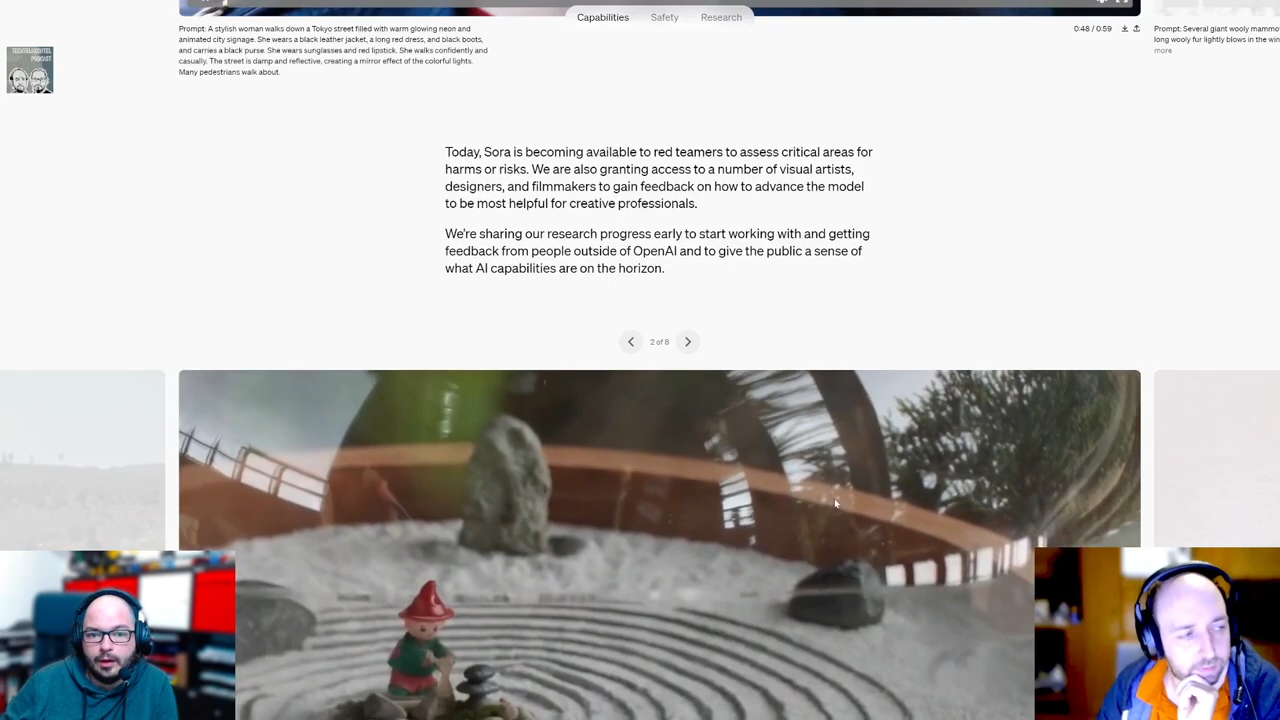 Capabilities
Safety
Research
Prompt: A stylish woman walks down a Tokyo street filled with warm glowing neon and
animated city signage. She wears a black leather jacket, a long red dress, and black boots,
and carries a black purse. She wears sunglasses and red lipstick. She walks confidently and
casually. The street is damp and reflective, creating a mirror effect of the colorful lights.
Many pedestrians walk about.
0:48 / 0:59
Prompt: Several giant wooly mammo
long wooly fur lightly blows in the win
more
TECHTELMECHTEL
PODCAST
Today, Sora is becoming available to red teamers to assess critical areas for
harms or risks. We are also granting access to a number of visual artists,
designers, and filmmakers to gain feedback on how to advance the model
to be most helpful for creative professionals.
We're sharing our research progress early to start working with and getting
feedback from people outside of OpenAI and to give the public a sense of
what AI capabilities are on the horizon.
2 of 8